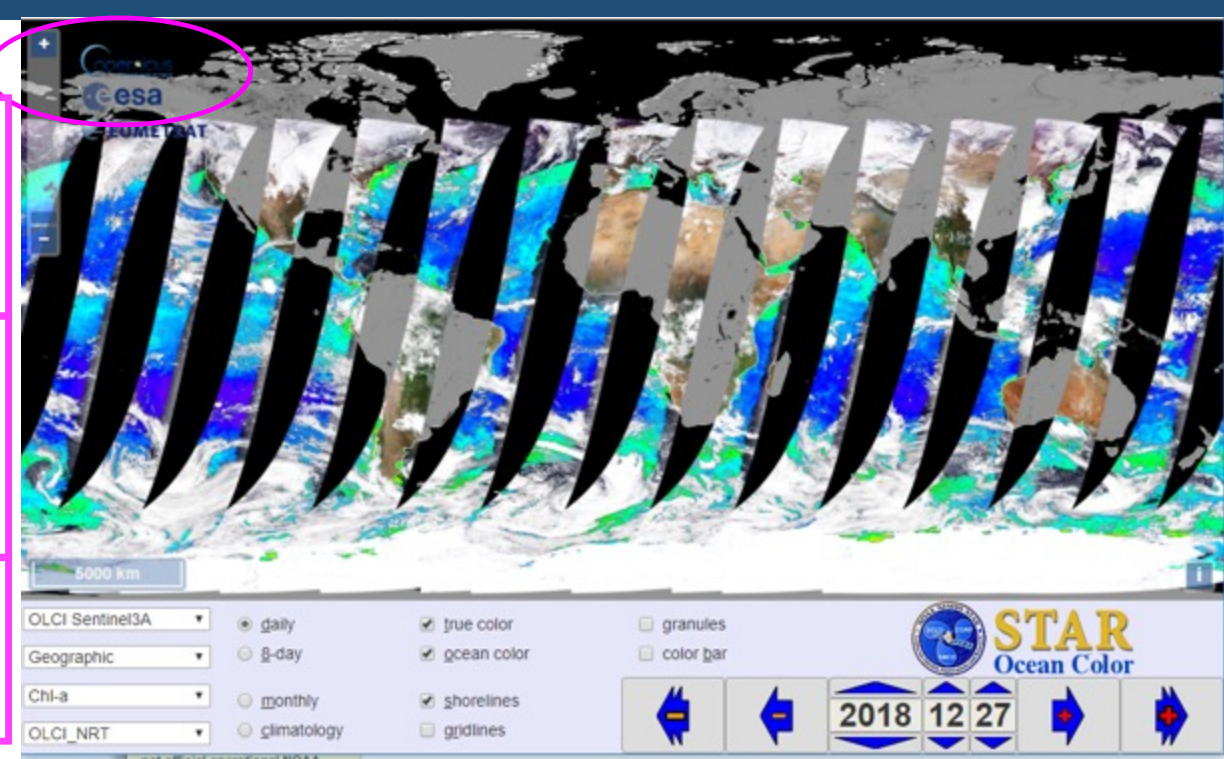 +
opernicus
esa
EUMETSAT
-
5000 km
i
OLCI Sentinel3A
Geographic
Chl-a
OLCI_NRT
daily
8-day
monthly
climatology
true color
ocean color
shorelines
gridlines
granules
color bar
STAR
Ocean Color
2018 12 27